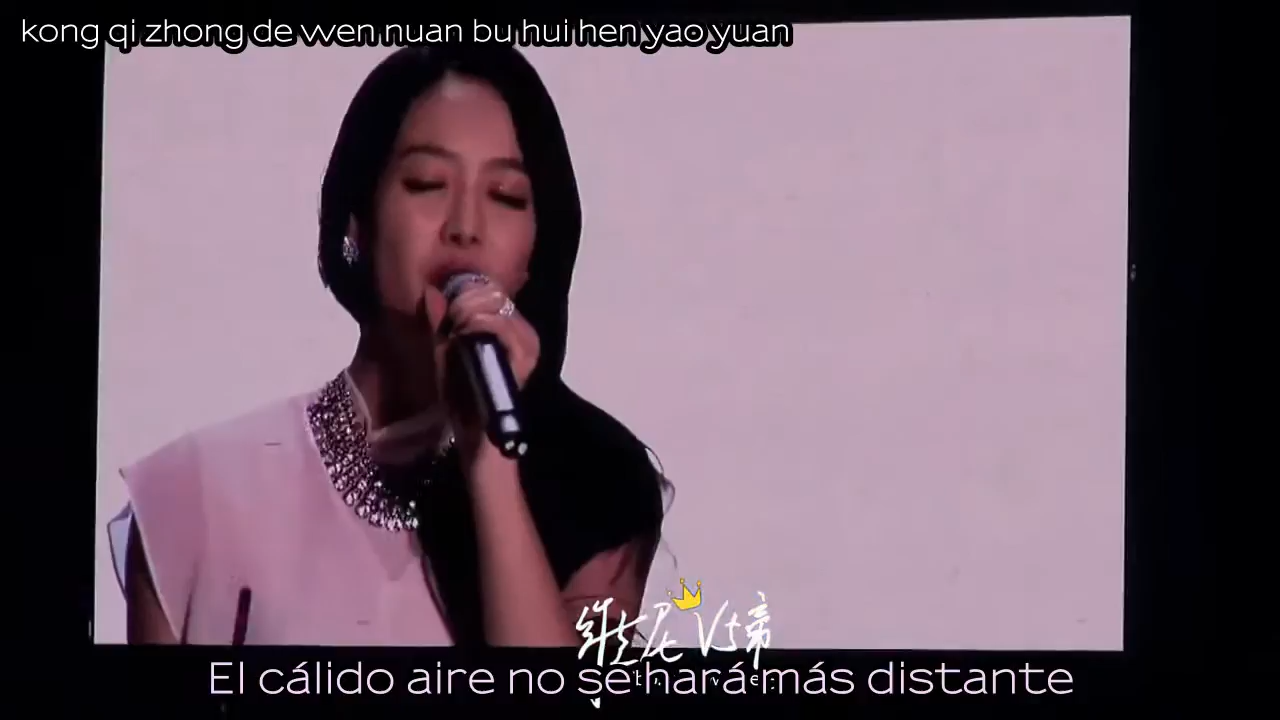 kong qi zhong de wen nuan bu hui hen yao yuan
El cálido aire no se hará más distante